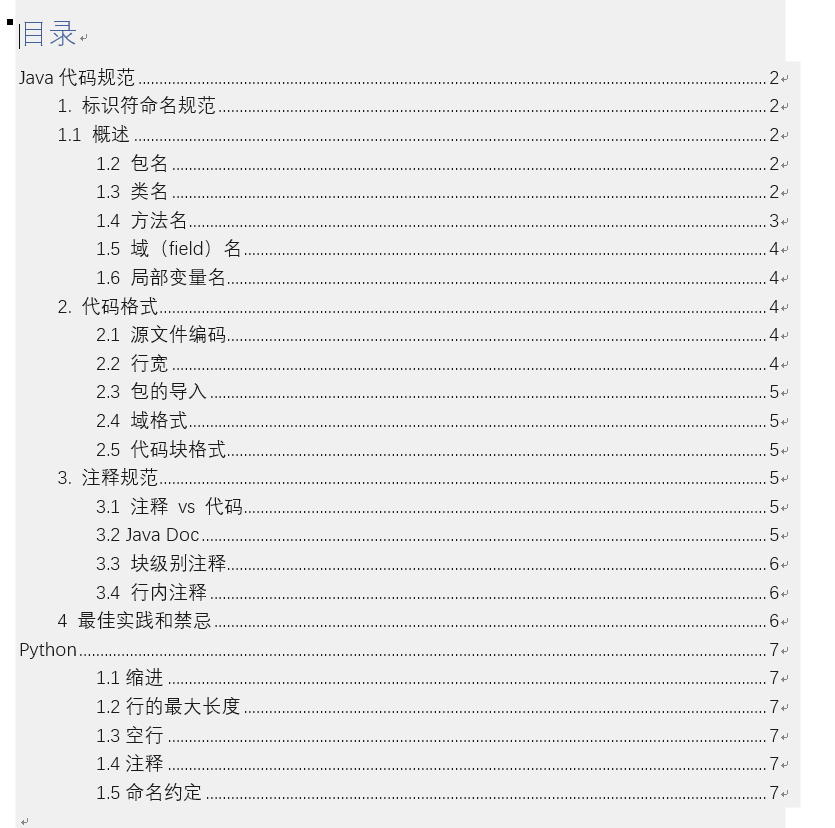 目录
Java 代码规范 2
1. 标识符命名规范 2
1.1 概述 2
1.2 包名 2
1.3 类名 2
1.4 方法名 3
1.5 域（field）名 4
1.6 局部变量名 4
2. 代码格式 4
2.1 源文件编码 4
2.2 行宽 4
2.3 包的导入 5
2.4 域格式 5
2.5 代码块格式 5
3. 注释规范 5
3.1 注释 vs 代码 5
3.2 Java Doc 5
3.3 块级别注释 6
3.4 行内注释 6
4 最佳实践和禁忌 6
Python 7
1.1 缩进 7
1.2 行的最大长度 7
1.3 空行 7
1.4 注释 7
1.5 命名约定 7